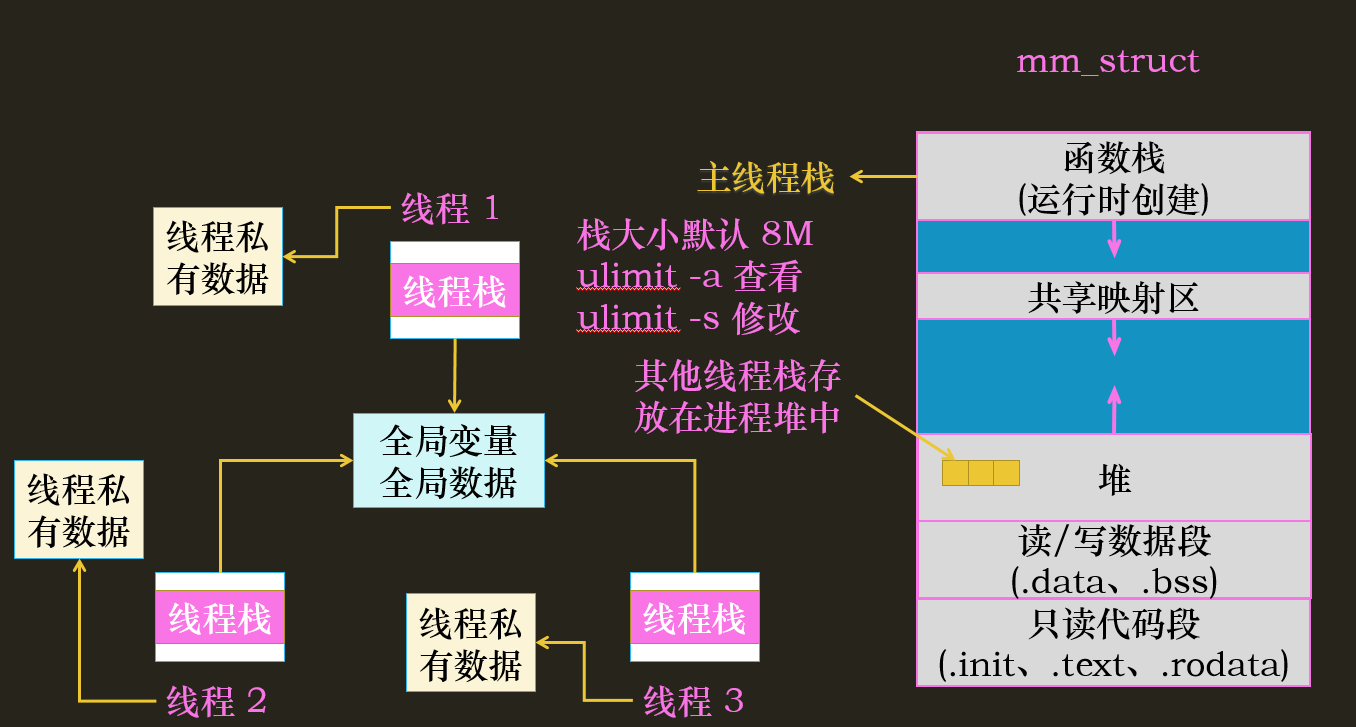 mm_struct
函数栈
(运行时创建)
主线程栈
共享映射区
线程 1
线程私
有数据
线程栈
栈大小默认 8M
ulimit -a 查看
ulimit -s 修改
其他线程栈存
放在进程堆中
堆
全局变量
全局数据
读/写数据段
(.data、.bss)
只读代码段
(.init、.text、.rodata)
线程私
有数据
线程栈
线程 2
线程私
有数据
线程栈
线程 3